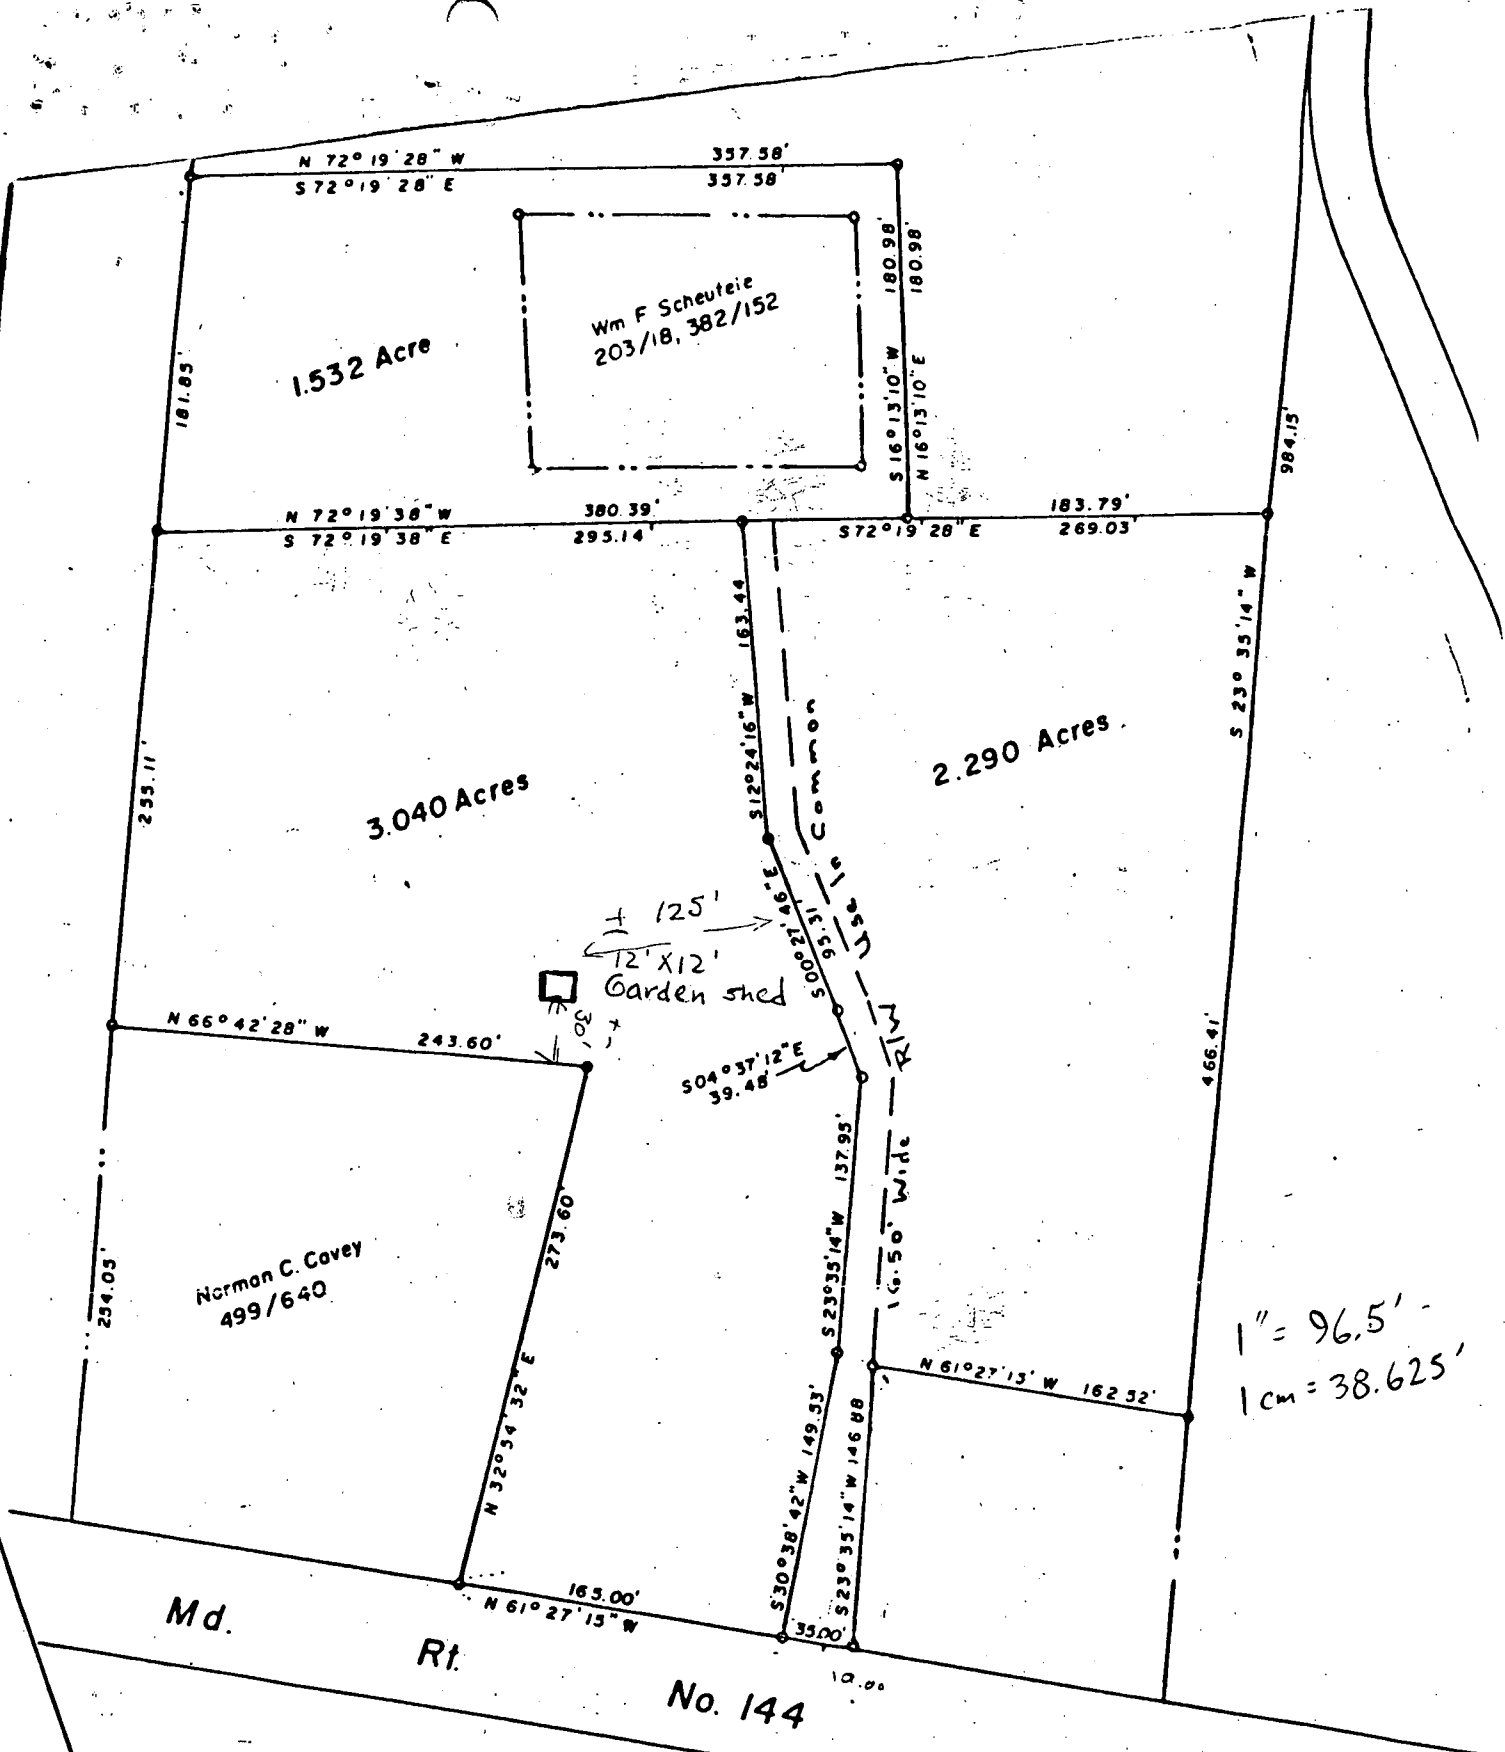 N 72° 19' 28" W 357.58'
S 72° 19' 28" E 357.58'
180.98'
180.98'
S 16° 13' 10" W
N 16° 13' 10" E
Wm F Scheuteie
203/18, 382/152
1.532 Acre
181.85'
984.15'
N 72° 19' 38" W 380.39'
S 72° 19' 38" E 295.14'
183.79'
S 72° 19' 28" E 269.03'
S 12° 24' 16" W 163.44
S 23° 35' 14" W
466.41'
2.290 Acres
3.040 Acres
255.11'
16.50' Wide R/W Use In Common
S 00° 27' 46" E
95.31'
± 125'
12' X 12'
Garden shed
30' ±
N 66° 42' 28" W 243.60'
S 04° 37' 12" E
39.48'
S 23° 35' 14" W 137.95'
273.60'
N 32° 54' 32" E
Norman C. Cavey
499/640
254.05'
1" = 96.5'
1 cm = 38.625'
N 61° 27' 15' W 162.52'
S 30° 38' 42" W 149.53'
S 23° 35' 14" W 146.88
165.00'
N 61° 27' 15" W
35.00'
10.00
Md. Rt. No. 144